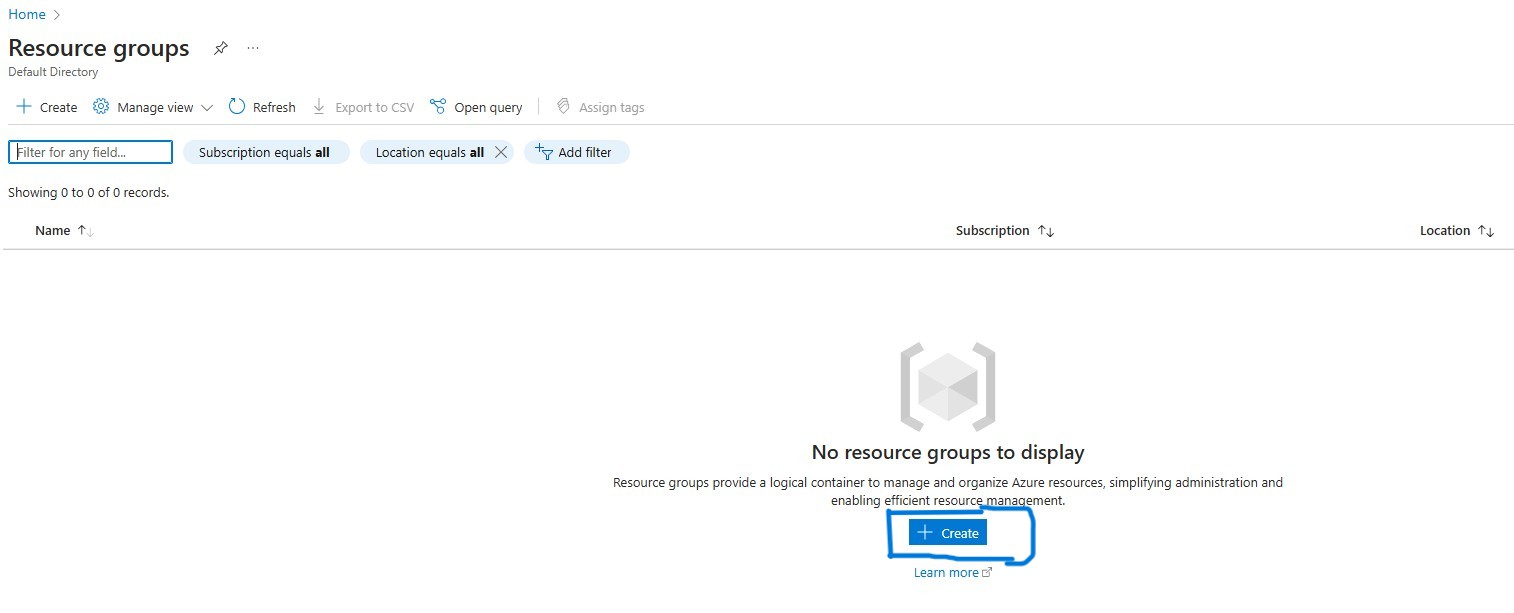 Home
Resource groups ...
Default Directory
Create Manage view Refresh Export to CSV Open query Assign tags
Filter for any field... Subscription equals all Location equals all Add filter
Showing 0 to 0 of 0 records.
Name Subscription Location
No resource groups to display
Resource groups provide a logical container to manage and organize Azure resources, simplifying administration and
enabling efficient resource management.
Create
Learn more